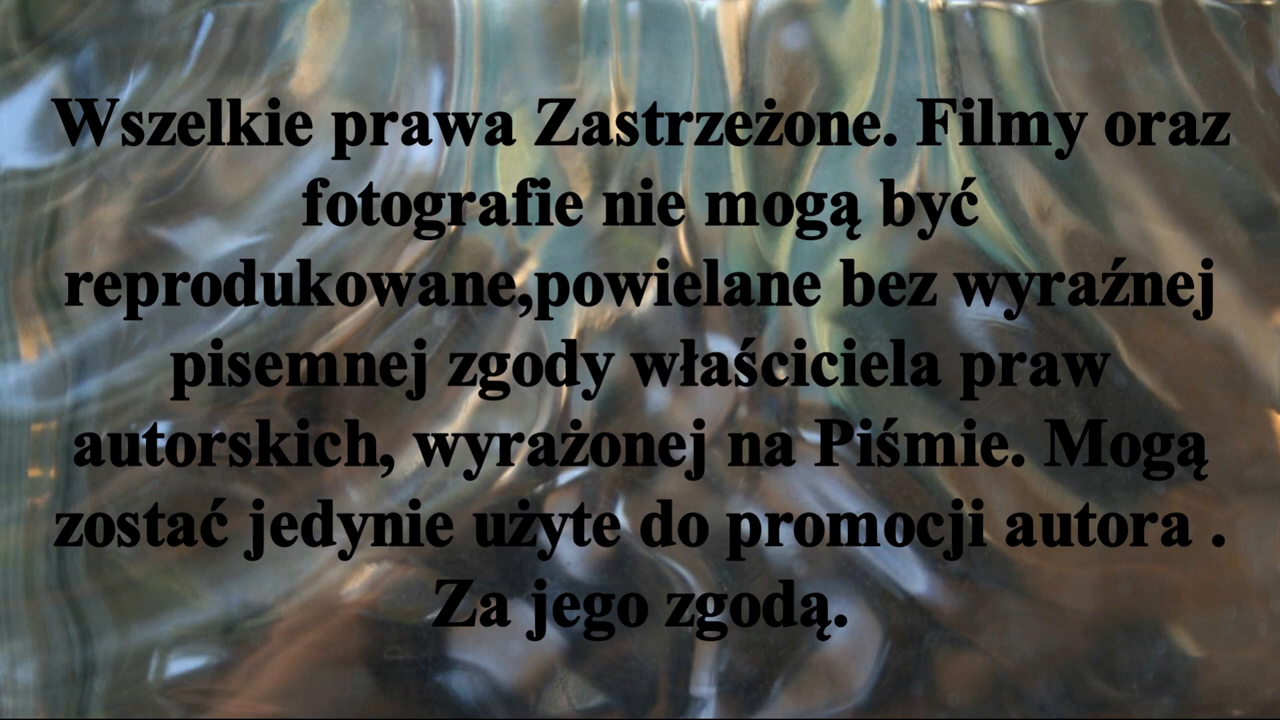 Wszelkie prawa Zastrzeżone. Filmy oraz
fotografie nie mogą być
reprodukowane,powielane bez wyraźnej
pisemnej zgody właściciela praw
autorskich, wyrażonej na Piśmie. Mogą
zostać jedynie użyte do promocji autora .
Za jego zgodą.